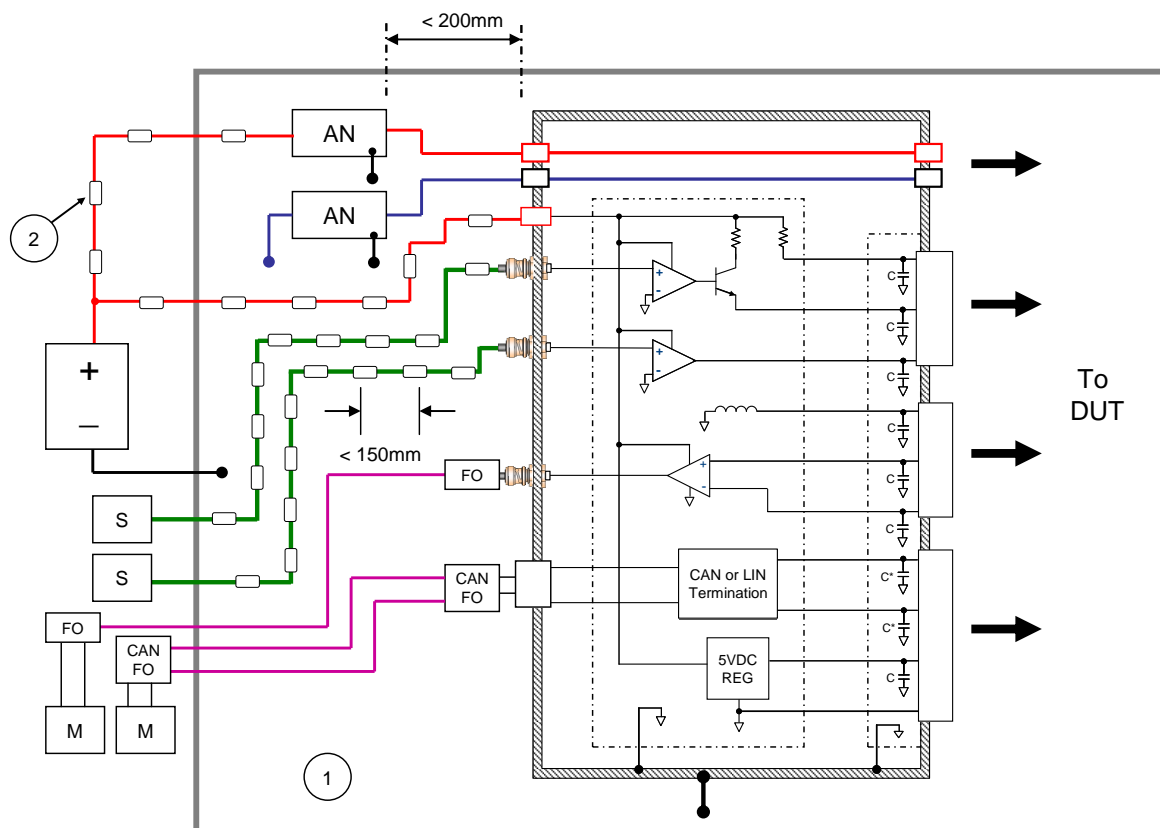 < 200mm
AN
AN
2
+
–
+
-
C
C
+
-
C
< 150mm
C
FO
+
-
C
C
S
S
CAN
FO
CAN or LIN
Termination
C*
C*
FO
CAN
FO
5VDC
REG
C
M
M
1
To
DUT